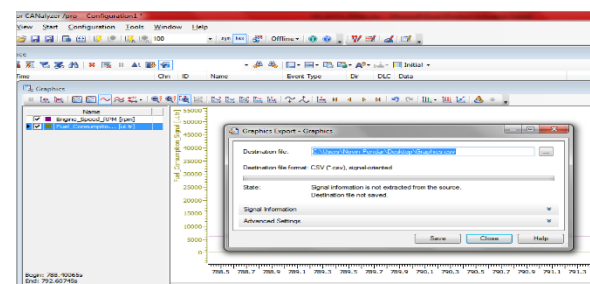 or CANalyzer /pro Configuration1 *
View Start Configuration Tools Window Help
100 sym hex Offline
Initial
Time Chn ID Name Event Type Dir DLC Data
Graphics
Name
Engine_Speed_RPM [rpm]
Fuel_Consumptio... [uLtr]
55000
50000
45000
40000
35000
30000
25000
20000
15000
10000
5000
0
Graphics Export - Graphics
Destination file:
Destination file format: CSV (*.csv), signal-oriented
State: Signal information is not extracted from the source.
Destination file not saved.
Signal Information
Advanced Settings
Save Close Help
788.5 788.7 788.9 789.1 789.3 789.5 789.7 789.9 790.1 790.3 790.5 790.7 790.9 791.1 791.3
Begin: 788.40065s
End: 792.60745s